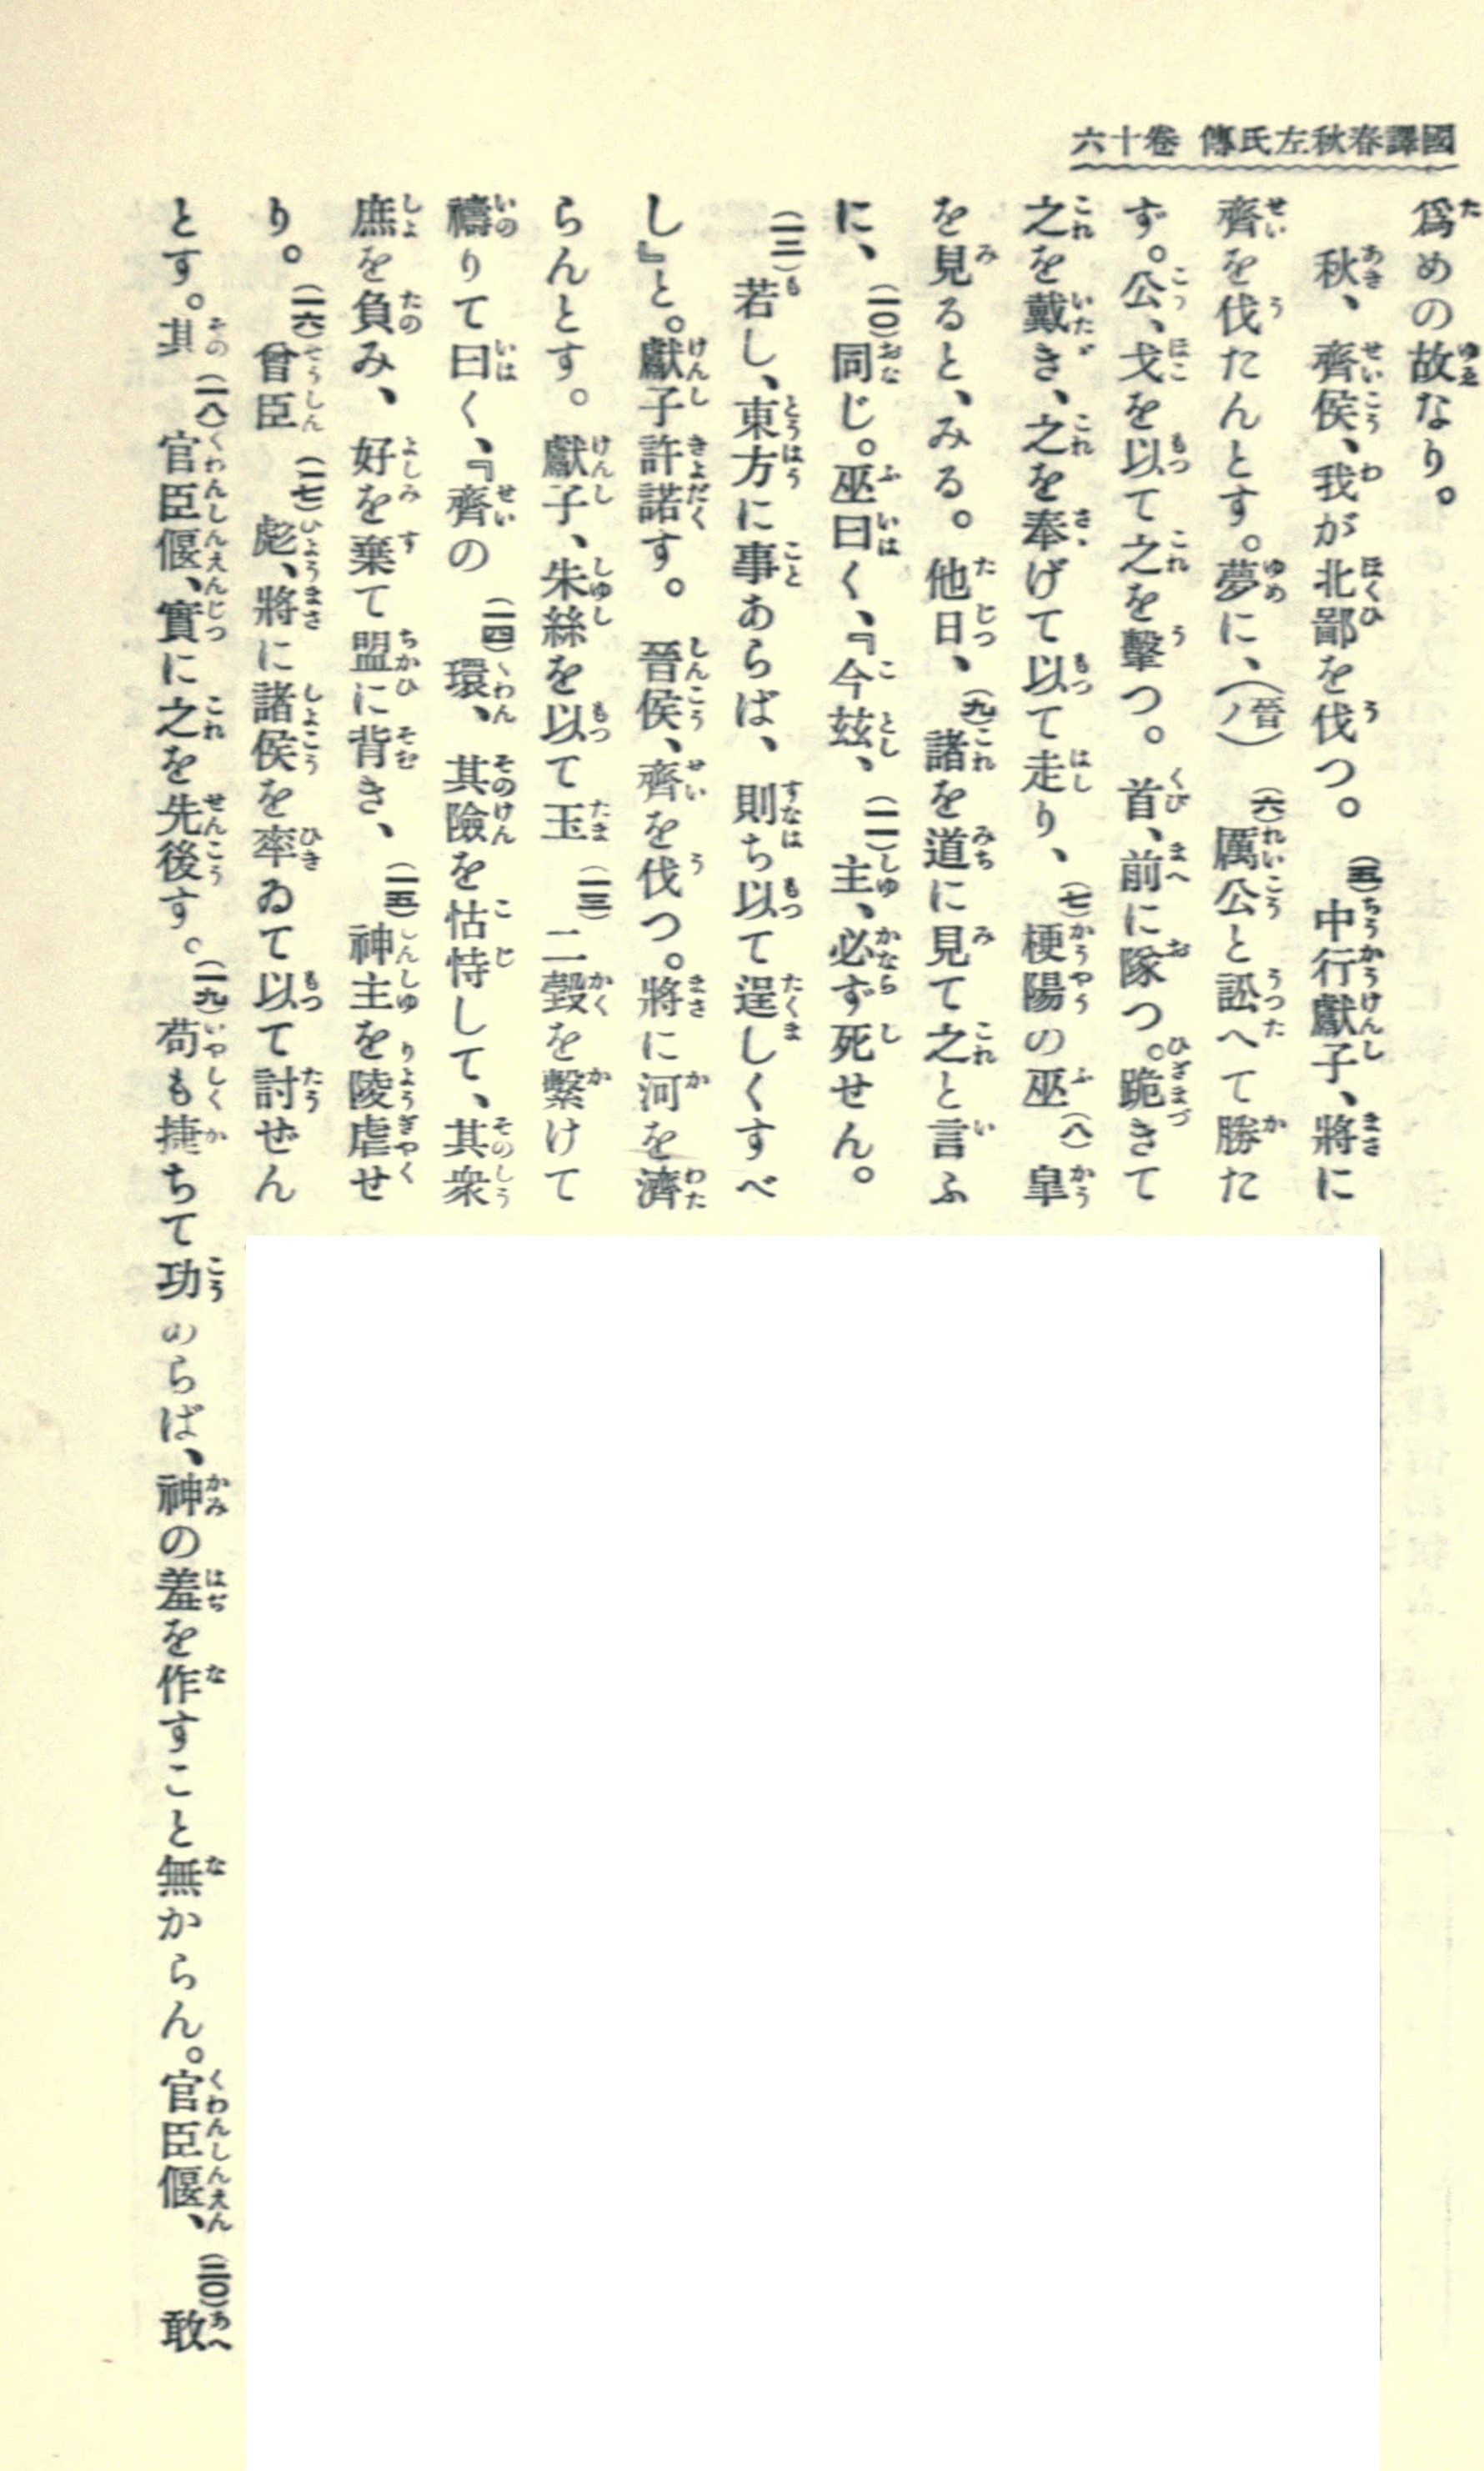 國譯春秋左氏傳 卷十六
爲めの故なり。
秋、齊侯、我が北鄙を伐つ。(五)中行獻子、將に
齊を伐たんとす。夢に、(晉ノ)(六)厲公と訟へて勝た
ず。公、戈を以て之を擊つ。首、前に隊つ。跪きて
之を戴き、之を奉げて以て走り、(七)梗陽の巫(八)皐
を見ると、みる。他日、(九)諸を道に見て之と言ふ
に、(一〇)同じ。巫曰く、『今玆、(一一)主、必ず死せん。
(一二)若し、東方に事あらば、則ち以て逞しくすべ
し』と。獻子許諾す。晉侯、齊を伐つ。將に河を濟
らんとす。獻子、朱絲を以て玉(一三)二瑴を繫けて
禱りて曰く、『齊の(一四)環、其險を怙恃して、其衆
庶を負み、好を棄て盟に背き、(一五)神主を陵虐せ
り。(一六)曾臣(一七)彪、將に諸侯を率ゐて以て討ぜん
とす。其(一八)官臣偃、實に之を先後す。(一九)苟も捷ちて功あらば、神の羞を作すこと無からん。官臣偃、(二〇)敢